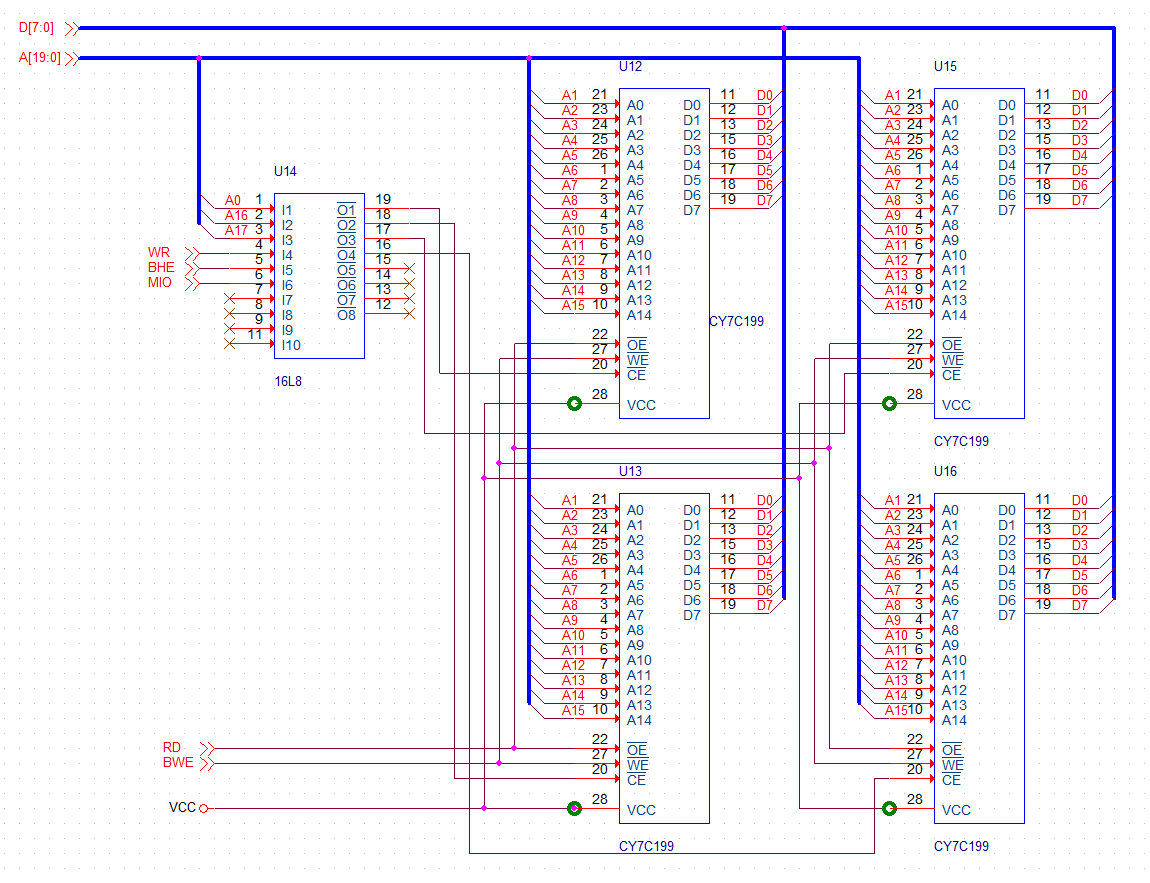 D[7:0]
A[19:0]
U14
A0 1 I1 O1 19
A16 2 I2 O2 18
A17 3 I3 O3 17
WR 4 I4 O4 16
BHE 5 I5 O5 15
MIO 6 I6 O6 14
7 I7 O7 13
8 I8 O8 12
9 I9
11 I10
16L8
U12
A1 21 A0 D0 11 D0
A2 23 A1 D1 12 D1
A3 24 A2 D2 13 D2
A4 25 A3 D3 15 D3
A5 26 A4 D4 16 D4
A6 1 A5 D5 17 D5
A7 2 A6 D6 18 D6
A8 3 A7 D7 19 D7
A9 4 A8
A10 5 A9
A11 6 A10
A12 7 A11
A13 8 A12
A14 9 A13
A15 10 A14
22 OE
27 WE
20 CE
28 VCC
CY7C199
U15
A1 21 A0 D0 11 D0
A2 23 A1 D1 12 D1
A3 24 A2 D2 13 D2
A4 25 A3 D3 15 D3
A5 26 A4 D4 16 D4
A6 1 A5 D5 17 D5
A7 2 A6 D6 18 D6
A8 3 A7 D7 19 D7
A9 4 A8
A10 5 A9
A11 6 A10
A12 7 A11
A13 8 A12
A14 9 A13
A15 10 A14
22 OE
27 WE
20 CE
28 VCC
CY7C199
U13
A1 21 A0 D0 11 D0
A2 23 A1 D1 12 D1
A3 24 A2 D2 13 D2
A4 25 A3 D3 15 D3
A5 26 A4 D4 16 D4
A6 1 A5 D5 17 D5
A7 2 A6 D6 18 D6
A8 3 A7 D7 19 D7
A9 4 A8
A10 5 A9
A11 6 A10
A12 7 A11
A13 8 A12
A14 9 A13
A15 10 A14
RD 22 OE
BWE 27 WE
20 CE
VCC 28 VCC
CY7C199
U16
A1 21 A0 D0 11 D0
A2 23 A1 D1 12 D1
A3 24 A2 D2 13 D2
A4 25 A3 D3 15 D3
A5 26 A4 D4 16 D4
A6 1 A5 D5 17 D5
A7 2 A6 D6 18 D6
A8 3 A7 D7 19 D7
A9 4 A8
A10 5 A9
A11 6 A10
A12 7 A11
A13 8 A12
A14 9 A13
A15 10 A14
22 OE
27 WE
20 CE
28 VCC
CY7C199